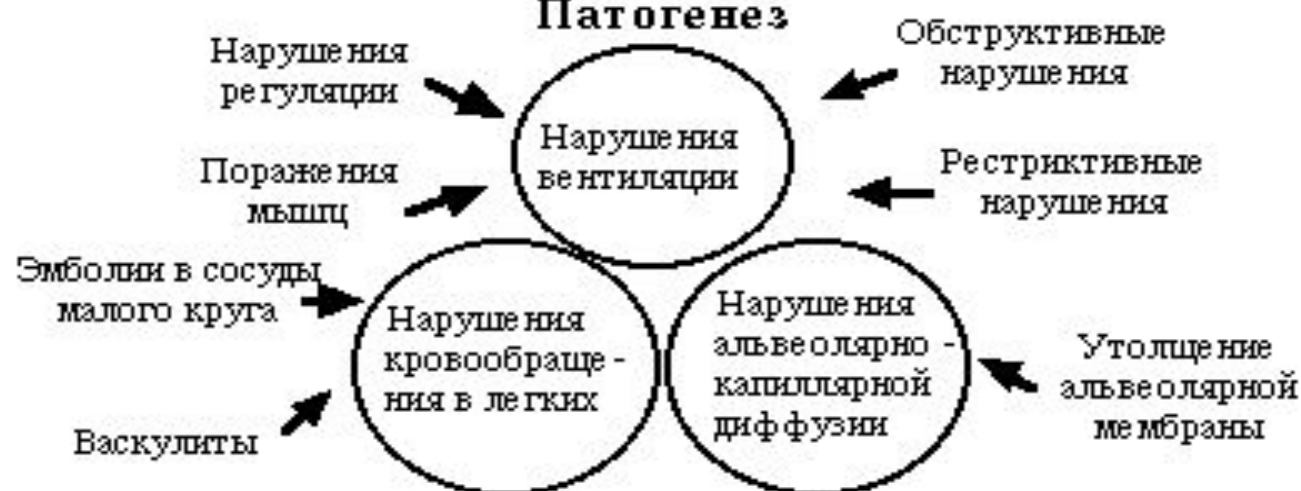 Патогенез
Нарушения
регуляции
Обструктивные
нарушения
Нарушения
вентиляции
Поражения
мышц
Рестриктивные
нарушения
Эмболии в сосуды
малого круга
Нарушения
кровообраще -
ния в легких
Нарушения
альвеолярно -
капиллярной
диффузии
Утолщение
альвеолярной
мембраны
Васкулиты